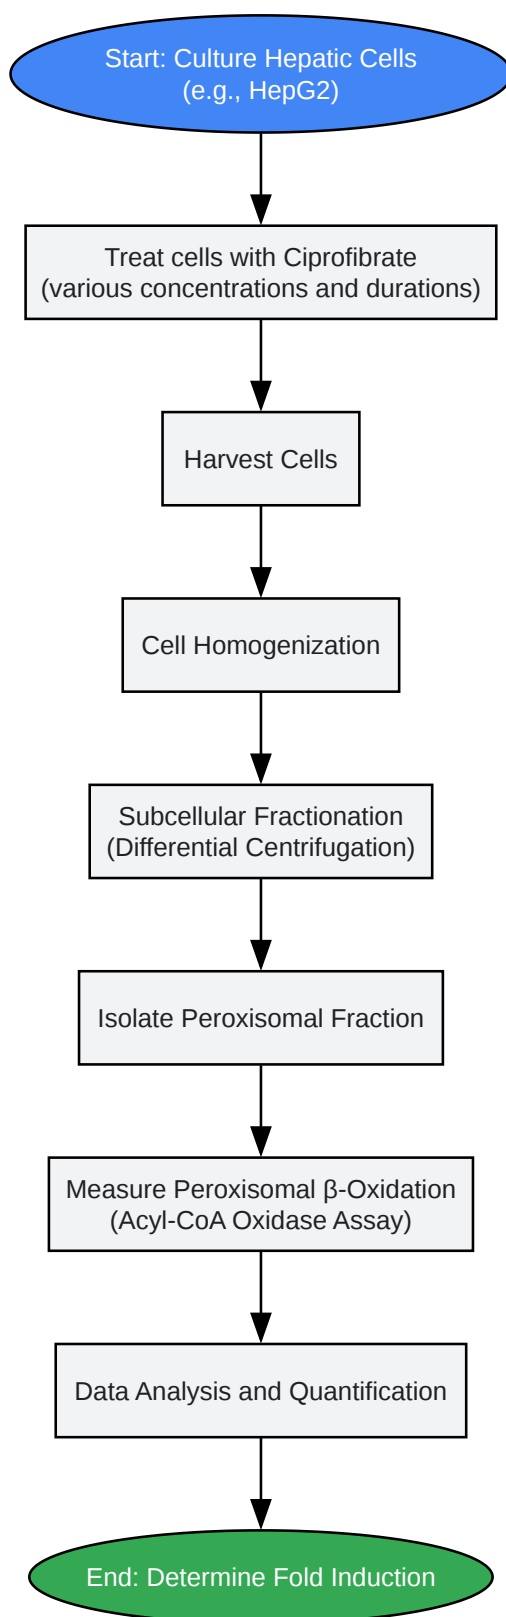 Start: Culture Hepatic Cells
(e.g., HepG2)
Treat cells with Ciprofibrate
(various concentrations and durations)
Harvest Cells
Cell Homogenization
Subcellular Fractionation
(Differential Centrifugation)
Isolate Peroxisomal Fraction
Measure Peroxisomal β-Oxidation
(Acyl-CoA Oxidase Assay)
Data Analysis and Quantification
End: Determine Fold Induction